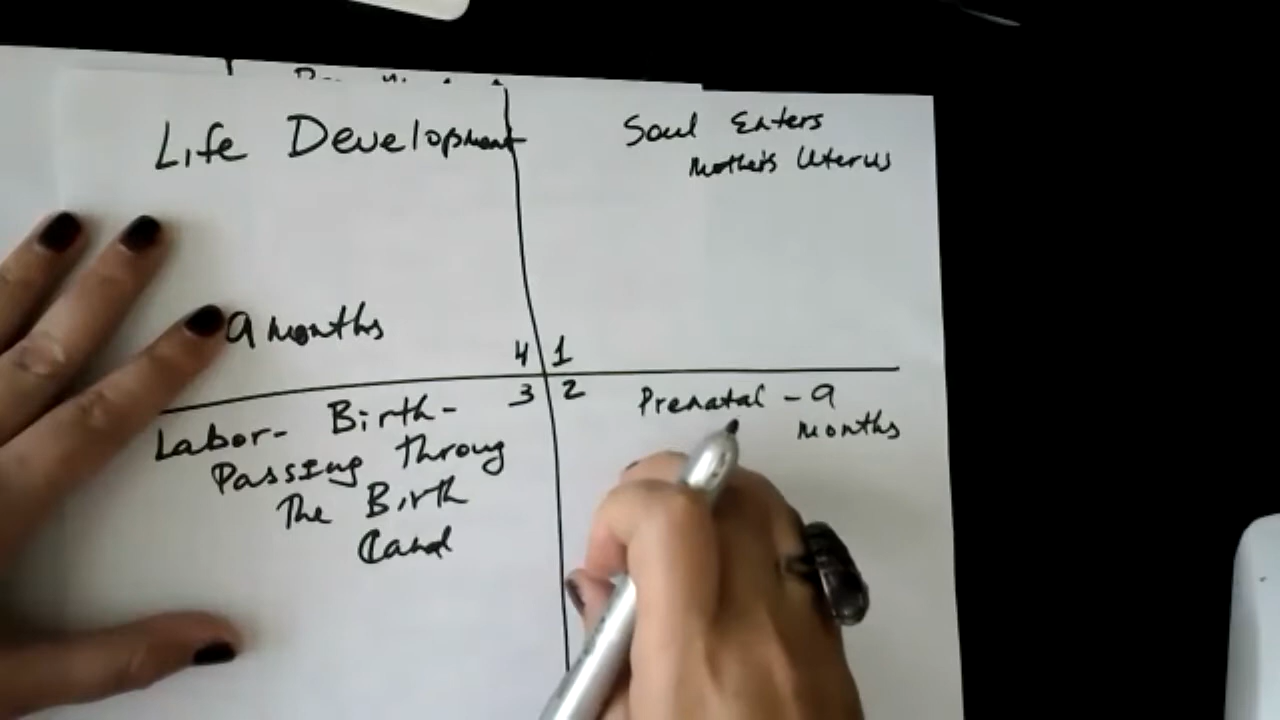 Life Development
9 months
4
Soul Enters
Mother's Uterus
1
3
Labor- Birth-
Passing Throug
The Birth
Canal
2
Prenatal - 9
months